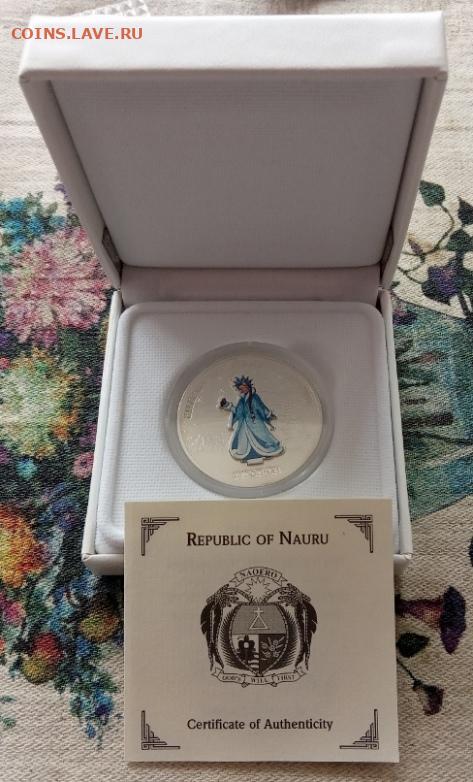 COINS.LAVE.RU
REPUBLIC OF NAURU
NAOERO
GOD'S WILL FIRST
Certificate of Authenticity